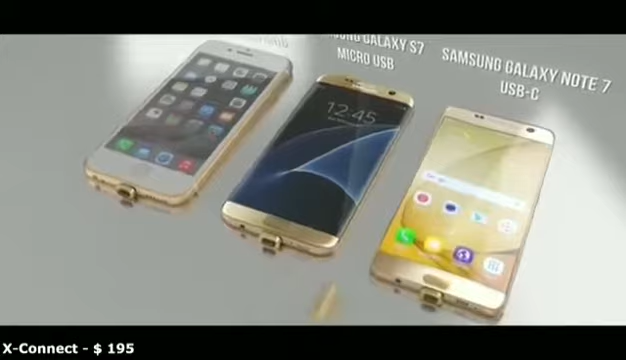 GALAXY S7
MICRO USB
SAMSUNG GALAXY NOTE 7
USB-C
12:45
X-Connect - $ 195